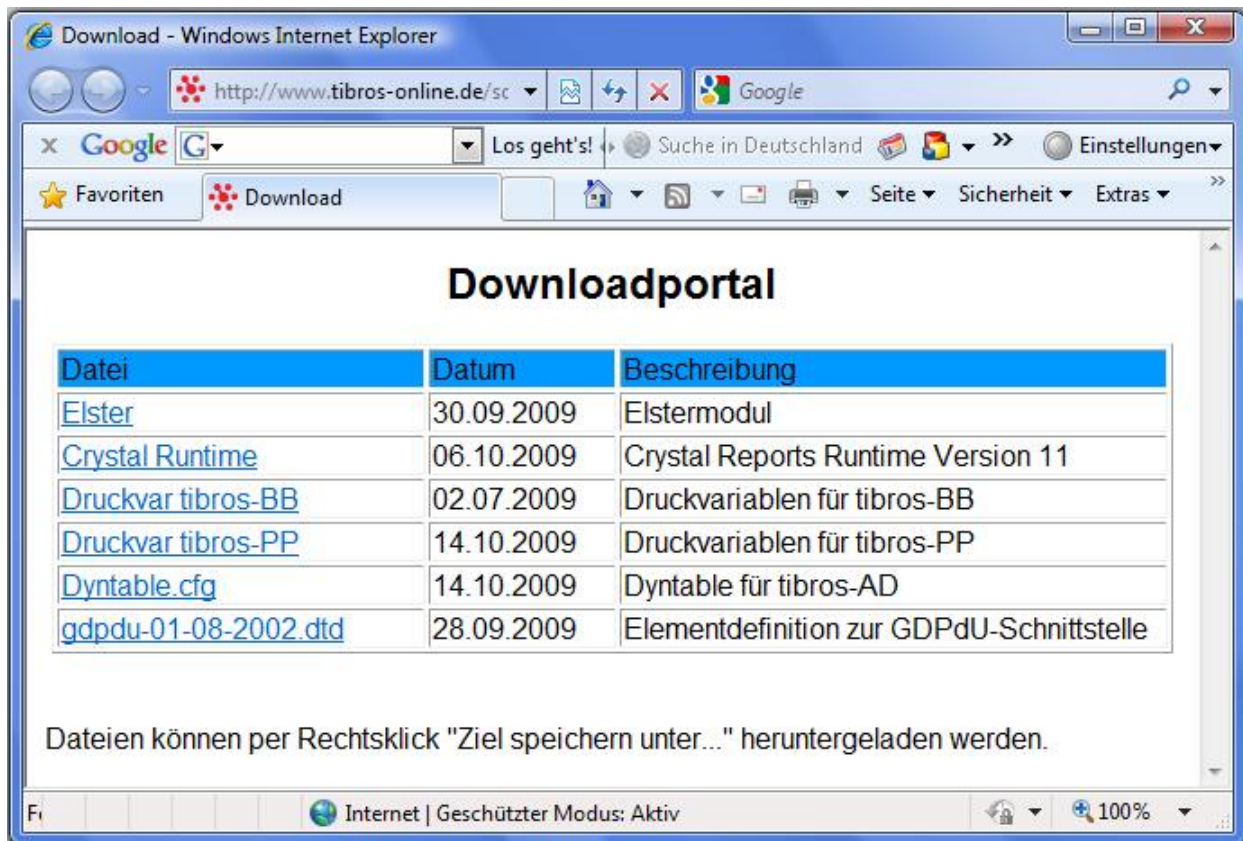 Download - Windows Internet Explorer
http://www.tibros-online.de/sc Google
x Google G Los geht's! Suche in Deutschland » Einstellungen
Favoriten Download Seite Sicherheit Extras »
Downloadportal
Datei Datum Beschreibung
Elster 30.09.2009 Elstermodul
Crystal Runtime 06.10.2009 Crystal Reports Runtime Version 11
Druckvar tibros-BB 02.07.2009 Druckvariablen für tibros-BB
Druckvar tibros-PP 14.10.2009 Druckvariablen für tibros-PP
Dyntable.cfg 14.10.2009 Dyntable für tibros-AD
gdpdu-01-08-2002.dtd 28.09.2009 Elementdefinition zur GDPdU-Schnittstelle
Dateien können per Rechtsklick "Ziel speichern unter..." heruntergeladen werden.
Internet | Geschützter Modus: Aktiv 100%